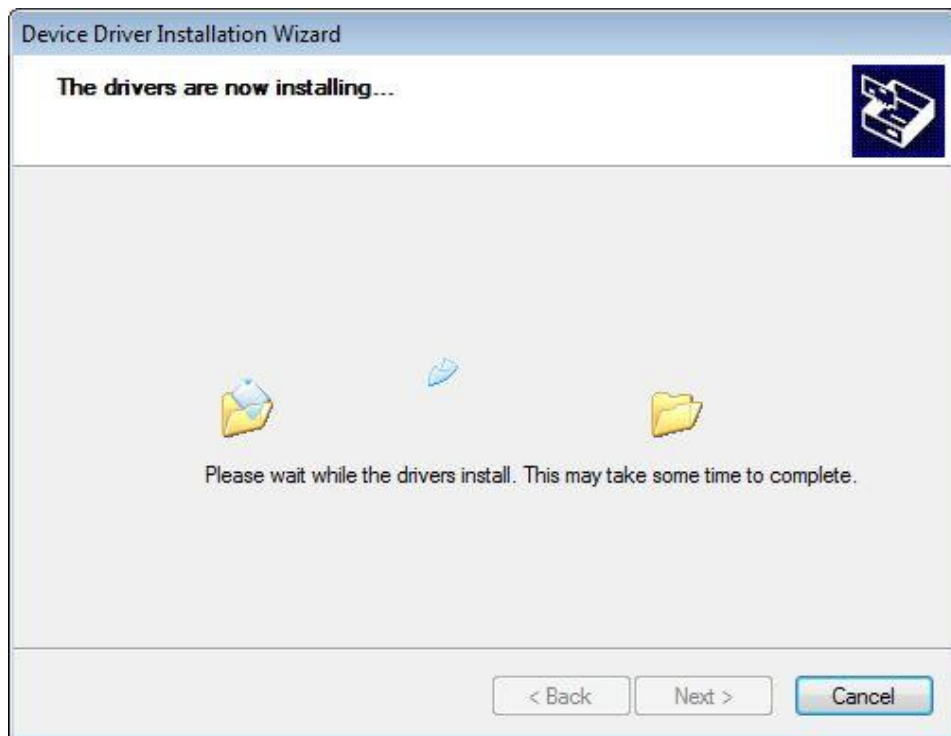 Device Driver Installation Wizard
The drivers are now installing...
Please wait while the drivers install. This may take some time to complete.
< Back
Next >
Cancel